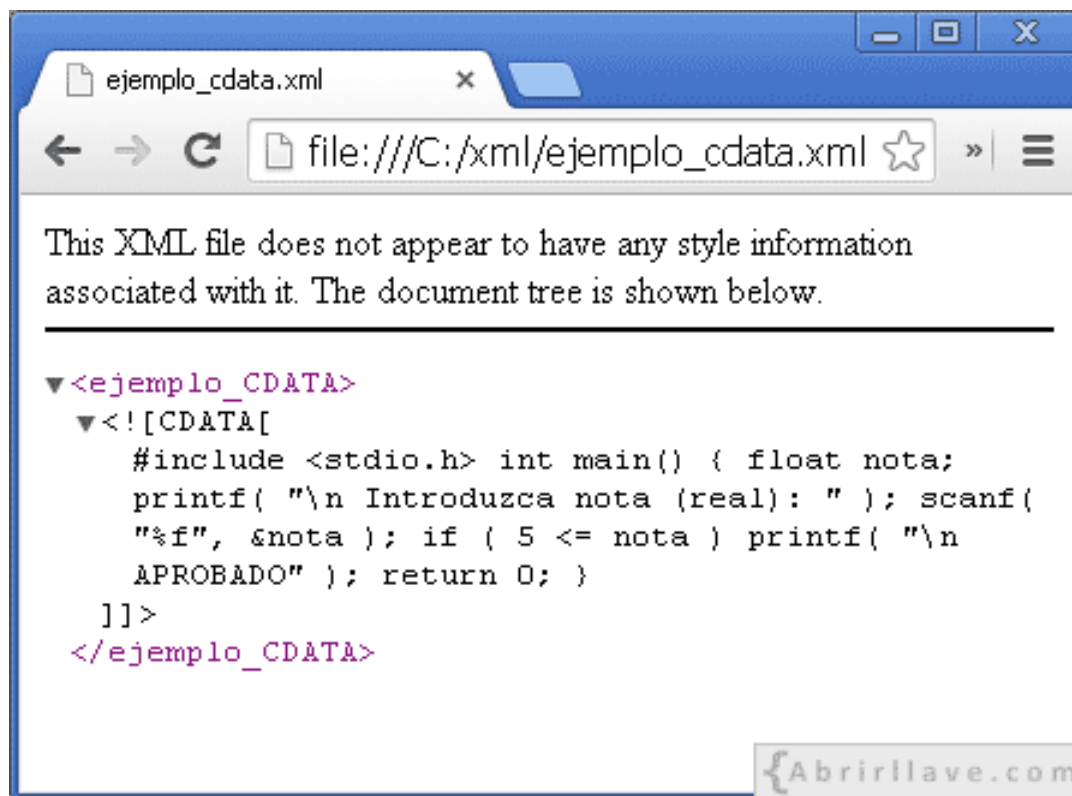 ejemplo_cdata.xml
file:///C:/xml/ejemplo_cdata.xml
This XML file does not appear to have any style information
associated with it. The document tree is shown below.
<ejemplo_CDATA>
<![CDATA[
#include <stdio.h> int main() { float nota;
printf( "\n Introduzca nota (real): " ); scanf(
"%f", &nota ); if ( 5 <= nota ) printf( "\n
APROBADO" ); return 0; }
]]>
</ejemplo_CDATA>
{Abrirllave.com